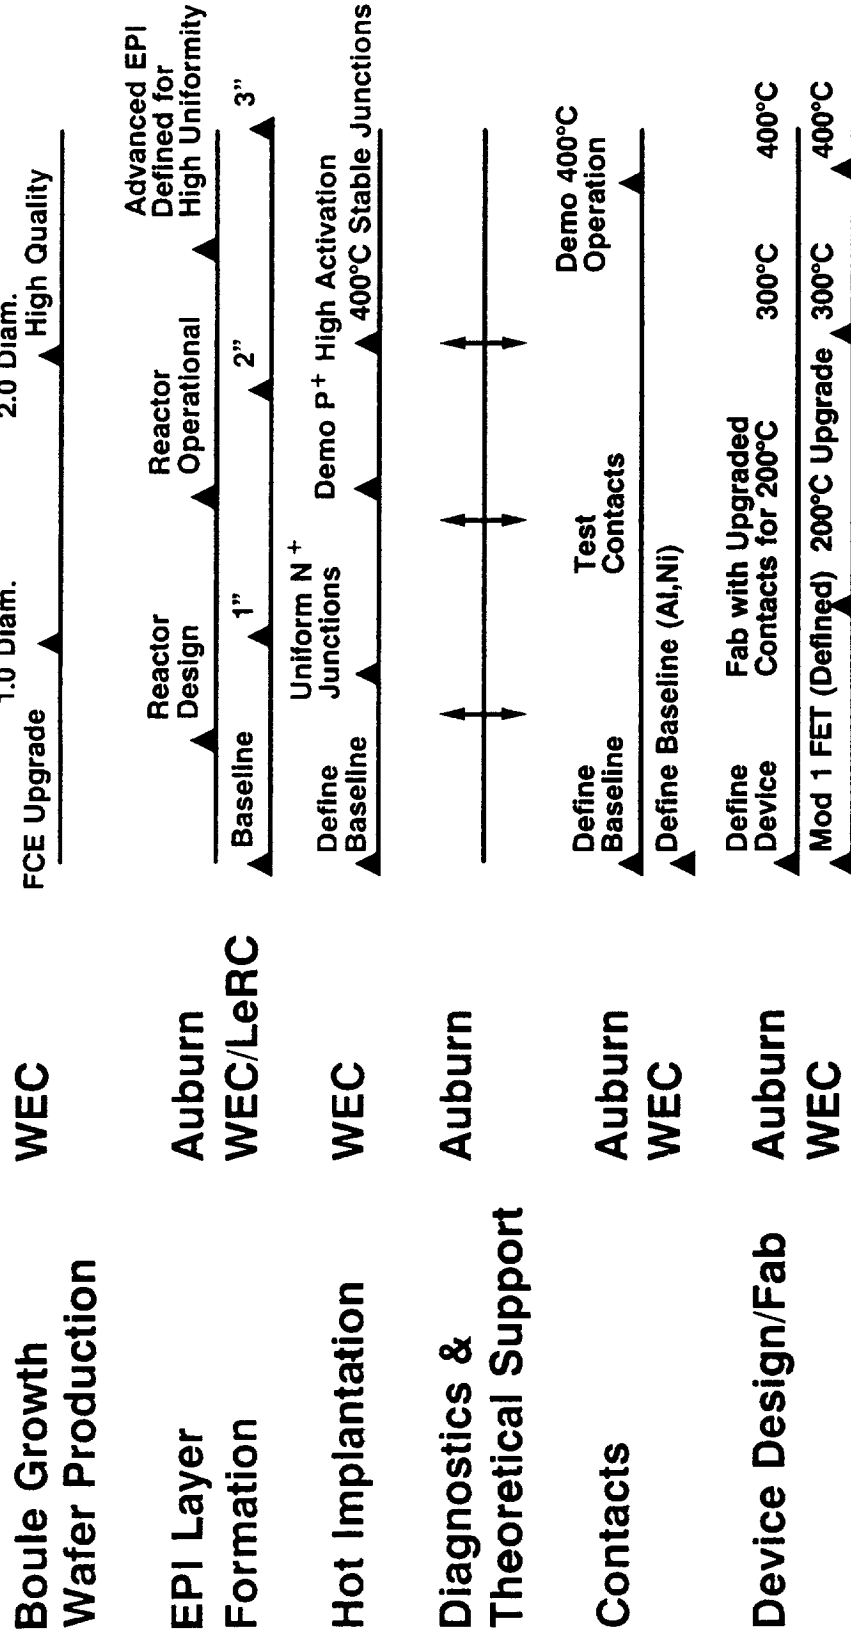 Boule Growth
Wafer Production
WEC
FCE Upgrade
1.0 Diam.
2.0 Diam.
High Quality
EPI Layer
Formation
Auburn
WEC/LeRC
Reactor
Design
Reactor
Operational
Advanced EPI
Defined for
High Uniformity
Baseline
1"
2"
3"
Hot Implantation
WEC
Define
Baseline
Uniform N+
Junctions
Demo P+ High Activation
400°C Stable Junctions
Diagnostics &
Theoretical Support
Auburn
Contacts
Auburn
WEC
Define
Baseline
Test
Contacts
Demo 400°C
Operation
Define Baseline (Al,Ni)
Device Design/Fab
Auburn
WEC
Define
Device
Fab with Upgraded
Contacts for 200°C
300°C
400°C
Mod 1 FET (Defined) 200°C Upgrade
300°C
400°C